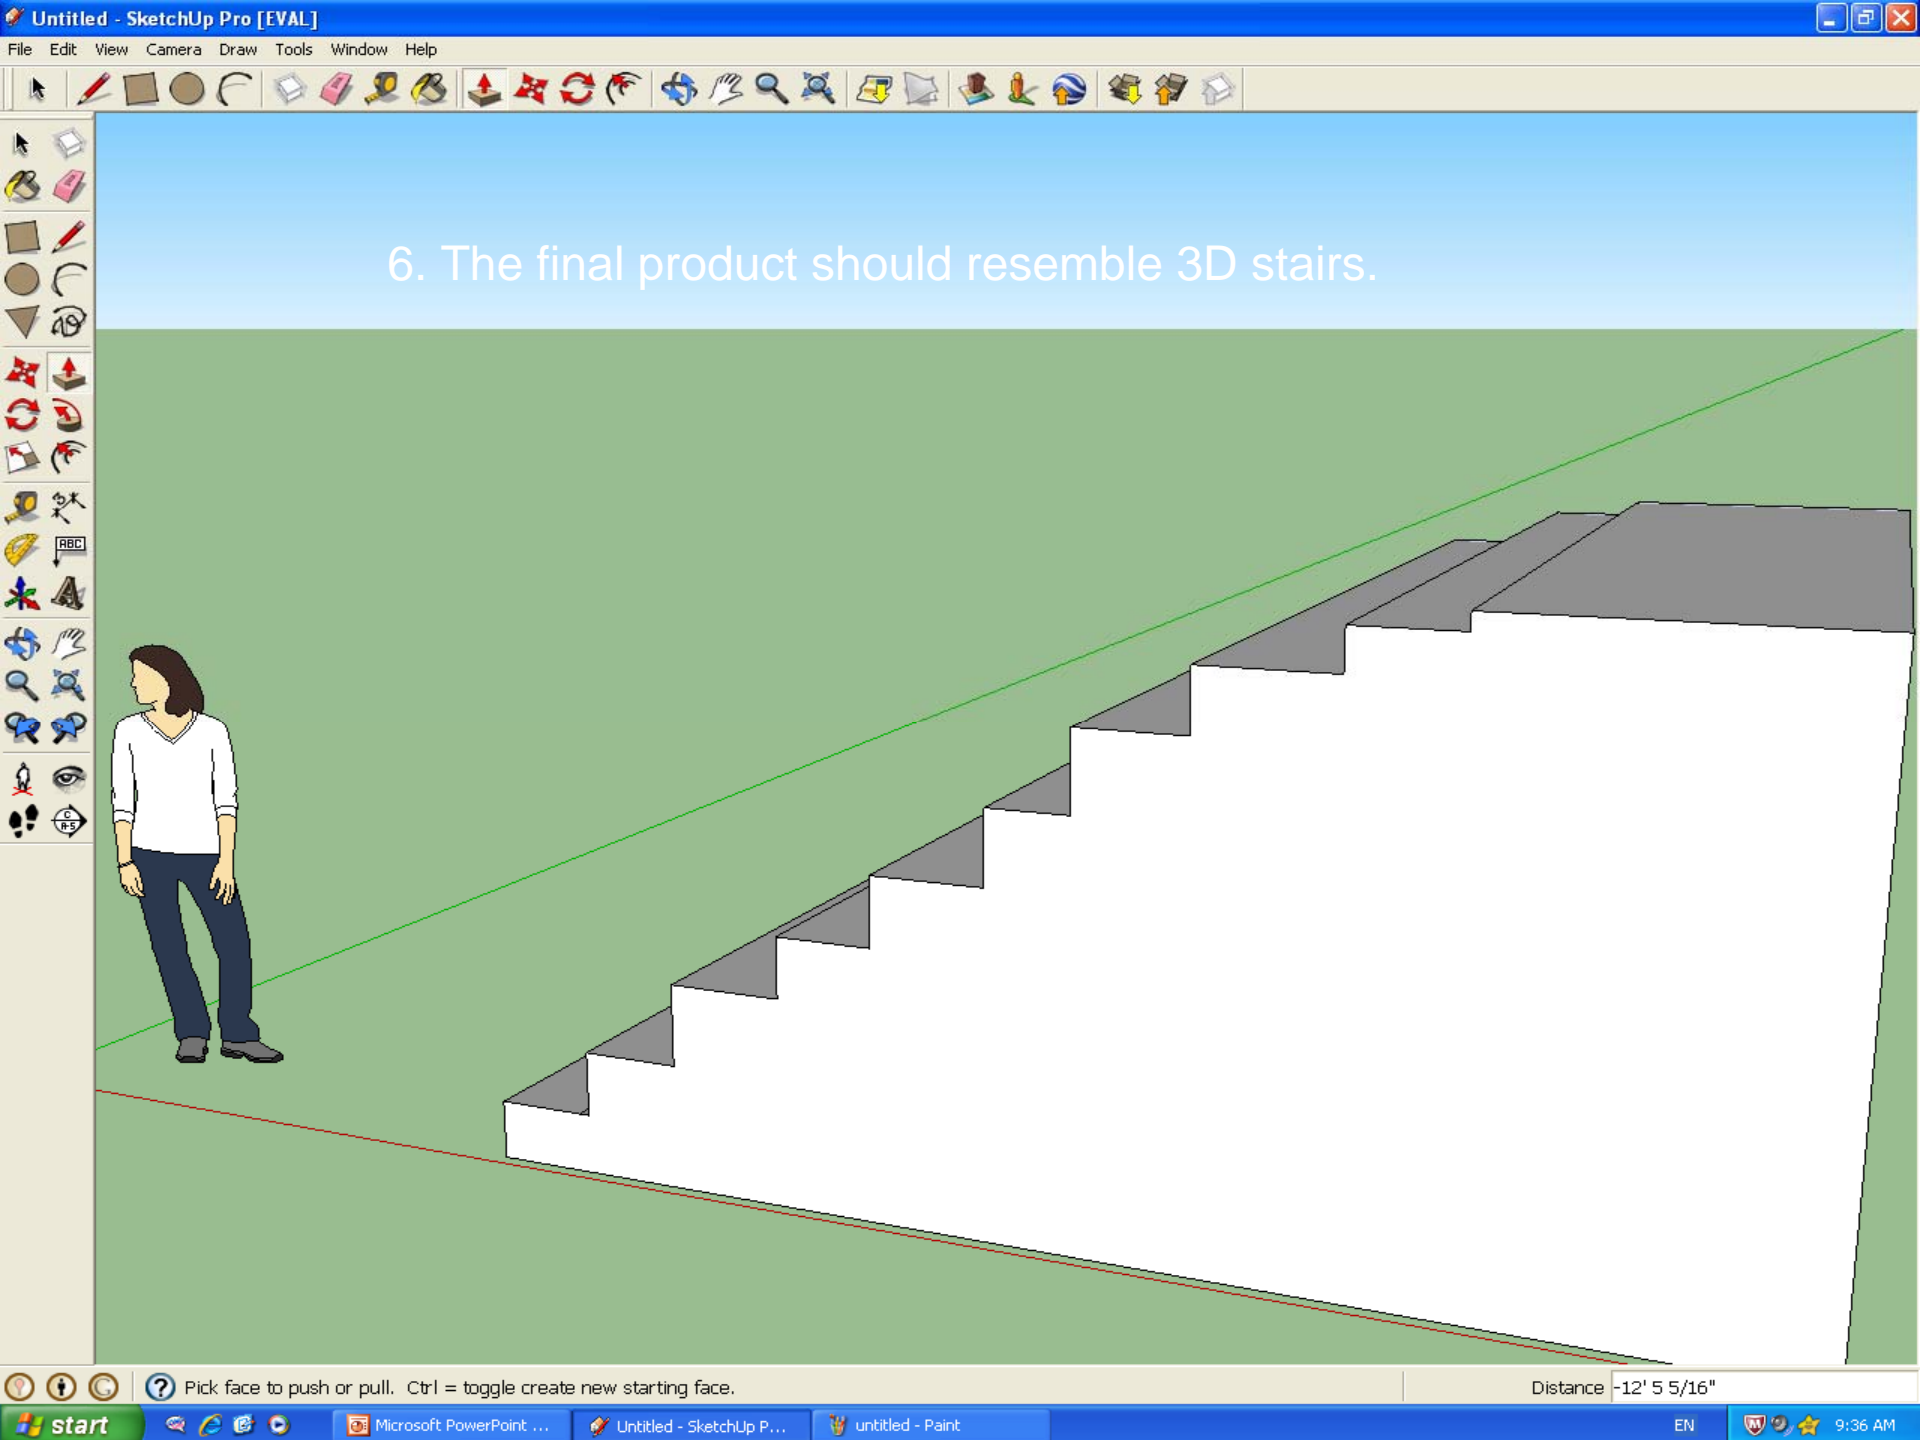 Untitled - SketchUp Pro [EVAL]
File Edit View Camera Draw Tools Window Help
6. The final product should resemble 3D stairs.
ABC
Pick face to push or pull. Ctrl = toggle create new starting face.
Distance -12' 5 5/16"
start
Microsoft PowerPoint ...
Untitled - SketchUp P...
untitled - Paint
EN
9:36 AM